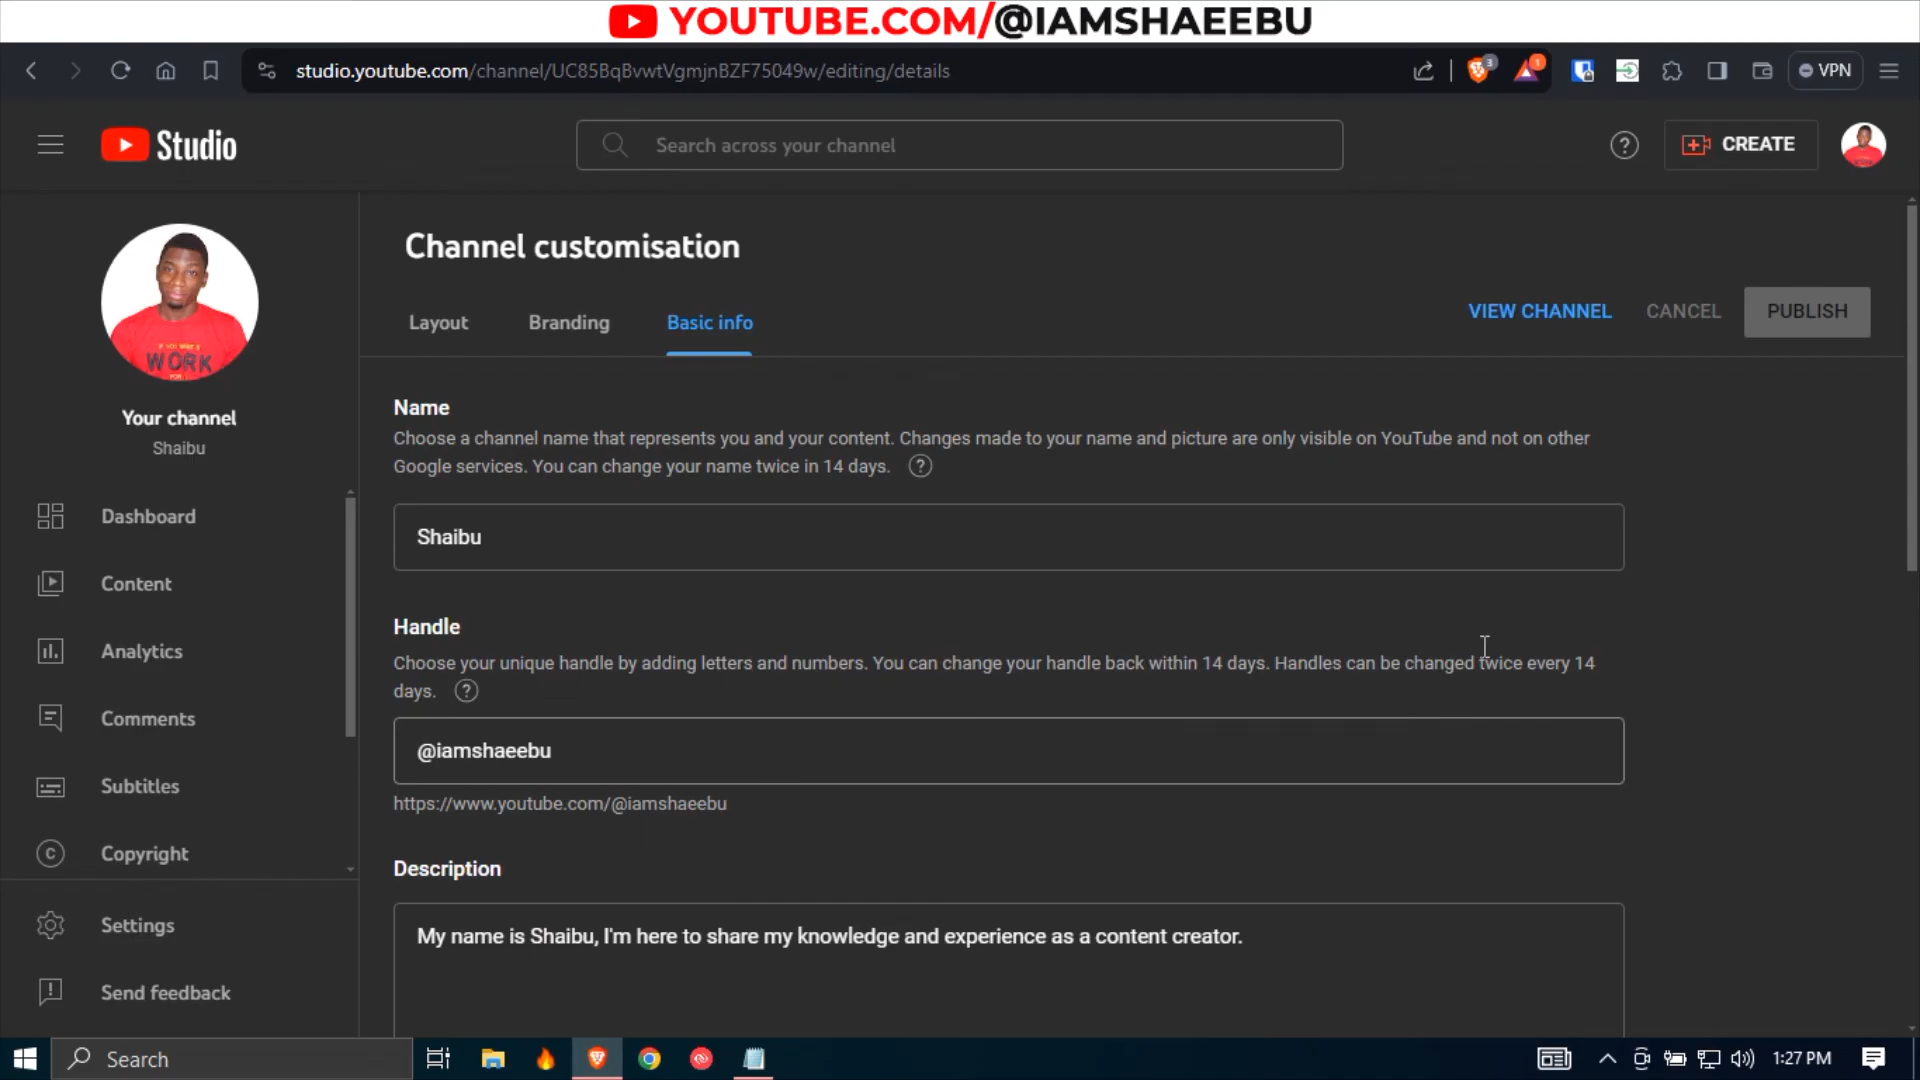 YOUTUBE.COM/@IAMSHAEEBU
studio.youtube.com/channel/UC85BqBvwtVgmjnBZF75049w/editing/details
3
1
VPN
Studio
Search across your channel
CREATE
Channel customisation
Layout
Branding
Basic info
VIEW CHANNEL
CANCEL
PUBLISH
WORK
Your channel
Shaibu
Dashboard
Content
Analytics
Comments
Subtitles
Copyright
Settings
Send feedback
Name
Choose a channel name that represents you and your content. Changes made to your name and picture are only visible on YouTube and not on other
Google services. You can change your name twice in 14 days.
Shaibu
Handle
Choose your unique handle by adding letters and numbers. You can change your handle back within 14 days. Handles can be changed twice every 14
days.
@iamshaeebu
https://www.youtube.com/@iamshaeebu
Description
My name is Shaibu, I'm here to share my knowledge and experience as a content creator.
Search
1:27 PM